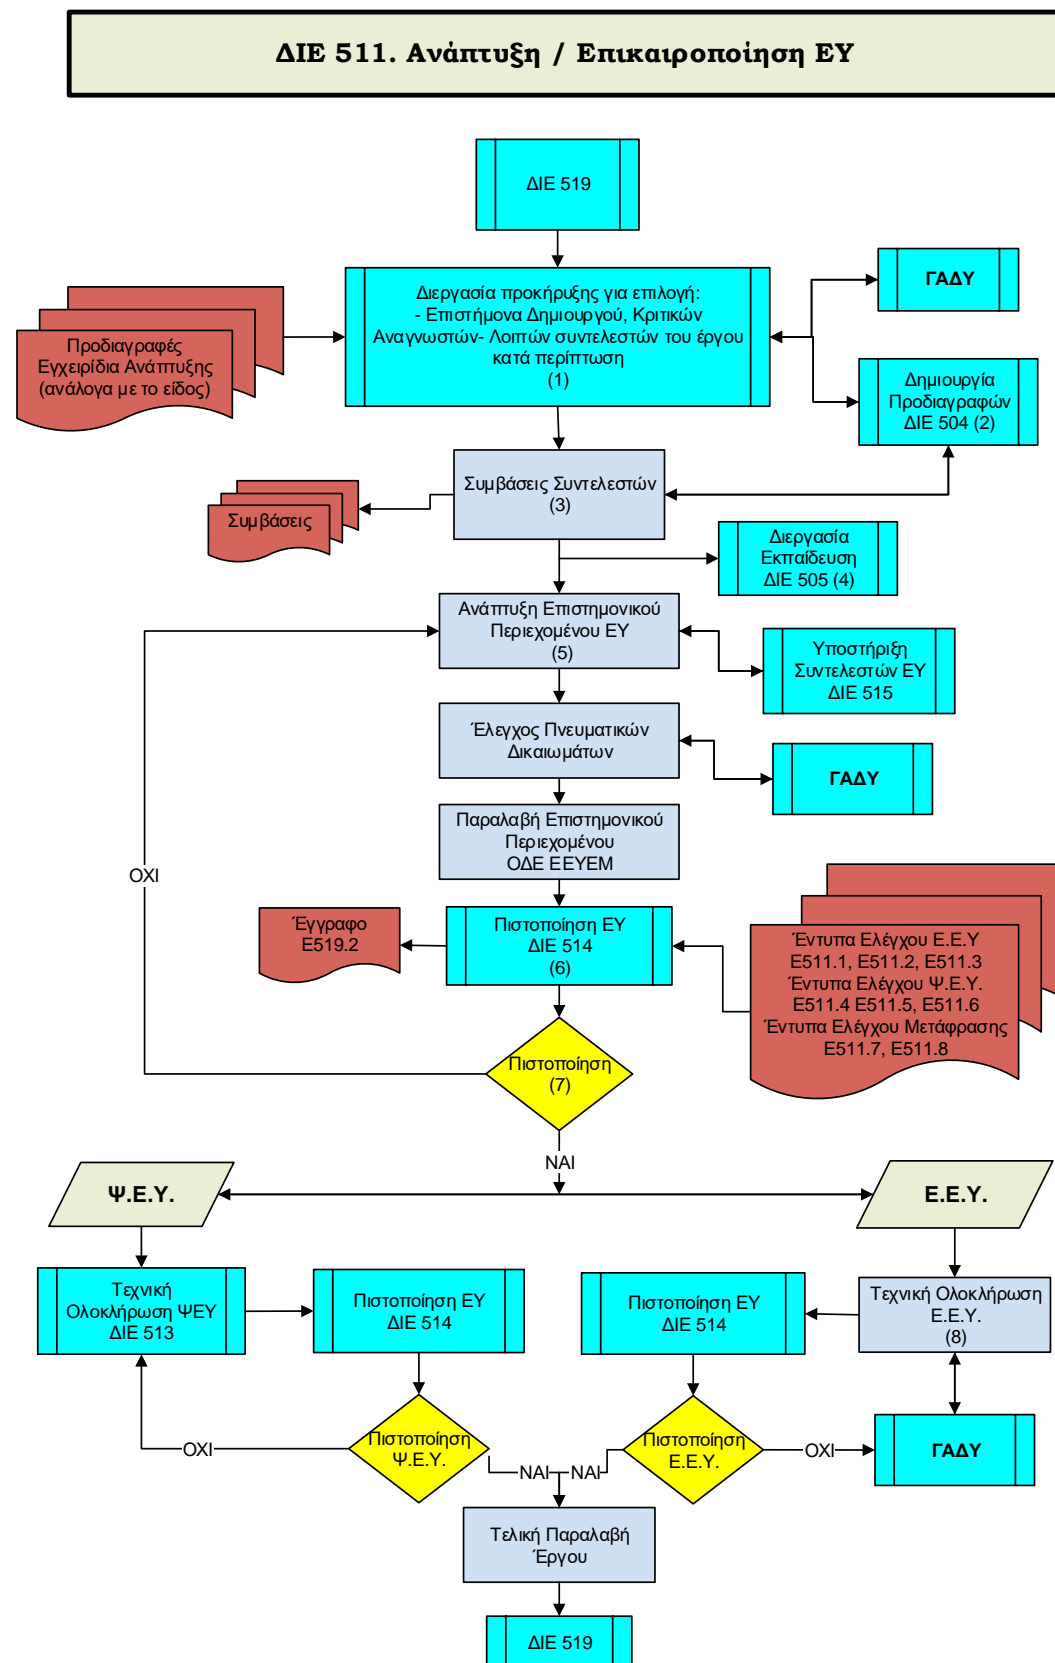 ΔΙΕ 511. Ανάπτυξη / Επικαιροποίηση ΕΥ
ΔΙΕ 519
ΓΑΔΥ
Διεργασία προκήρυξης για επιλογή:
- Επιστήμονα Δημιουργού, Κριτικών
Αναγνωστών- Λοιπών συντελεστών του έργου
κατά περίπτωση
(1)
Προδιαγραφές
Εγχειρίδια Ανάπτυξης
(ανάλογα με το είδος)
Δημιουργία
Προδιαγραφών
ΔΙΕ 504 (2)
Συμβάσεις Συντελεστών
(3)
Συμβάσεις
Διεργασία
Εκπαίδευση
ΔΙΕ 505 (4)
Ανάπτυξη Επιστημονικού
Περιεχομένου ΕΥ
(5)
Υποστήριξη
Συντελεστών ΕΥ
ΔΙΕ 515
Έλεγχος Πνευματικών
Δικαιωμάτων
ΓΑΔΥ
Παραλαβή Επιστημονικού
Περιεχομένου
ΟΔΕ ΕΕΥΕΜ
ΟΧΙ
Έγγραφο
Ε519.2
Πιστοποίηση ΕΥ
ΔΙΕ 514
(6)
Έντυπα Ελέγχου Ε.Ε.Υ
Ε511.1, Ε511.2, Ε511.3
Έντυπα Ελέγχου Ψ.Ε.Υ.
Ε511.4 Ε511.5, Ε511.6
Έντυπα Ελέγχου Μετάφρασης
Ε511.7, Ε511.8
Πιστοποίηση
(7)
ΝΑΙ
Ψ.Ε.Υ.
Ε.Ε.Υ.
Τεχνική
Ολοκλήρωση ΨΕΥ
ΔΙΕ 513
Πιστοποίηση ΕΥ
ΔΙΕ 514
Πιστοποίηση ΕΥ
ΔΙΕ 514
Τεχνική Ολοκλήρωση
Ε.Ε.Υ.
(8)
ΟΧΙ
Πιστοποίηση
Ψ.Ε.Υ.
ΝΑΙ
ΝΑΙ
Πιστοποίηση
Ε.Ε.Υ.
ΟΧΙ
ΓΑΔΥ
Τελική Παραλαβή
Έργου
ΔΙΕ 519